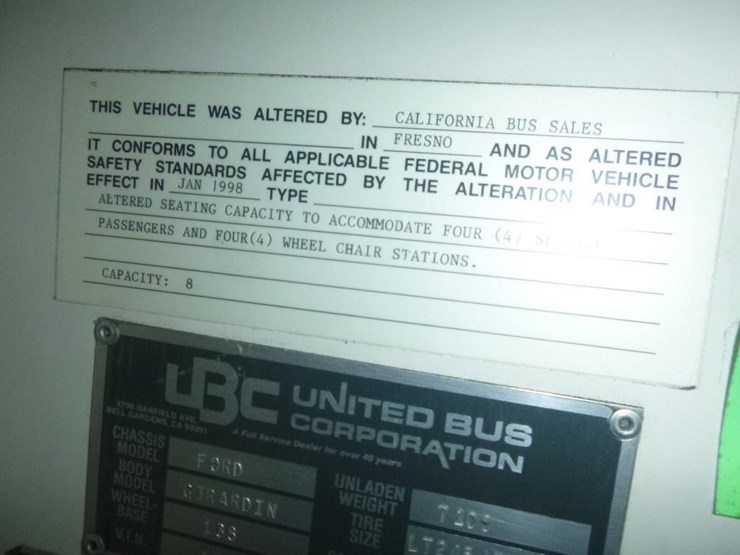 THIS VEHICLE WAS ALTERED BY: CALIFORNIA BUS SALES
IN FRESNO AND AS ALTERED
IT CONFORMS TO ALL APPLICABLE FEDERAL MOTOR VEHICLE
SAFETY STANDARDS AFFECTED BY THE ALTERATION AND IN
EFFECT IN JAN 1998 TYPE
ALTERED SEATING CAPACITY TO ACCOMMODATE FOUR (4)
PASSENGERS AND FOUR(4) WHEEL CHAIR STATIONS.
CAPACITY: 8
UBC UNITED BUS
CORPORATION
GARFIELD AVE.
BELL GARDENS, CA
A Full Service Dealer for over 40 years
CHASSIS MODEL FORD
BODY MODEL GIRARDIN
WHEEL-BASE 138
V.I.N
UNLADEN WEIGHT
TIRE SIZE